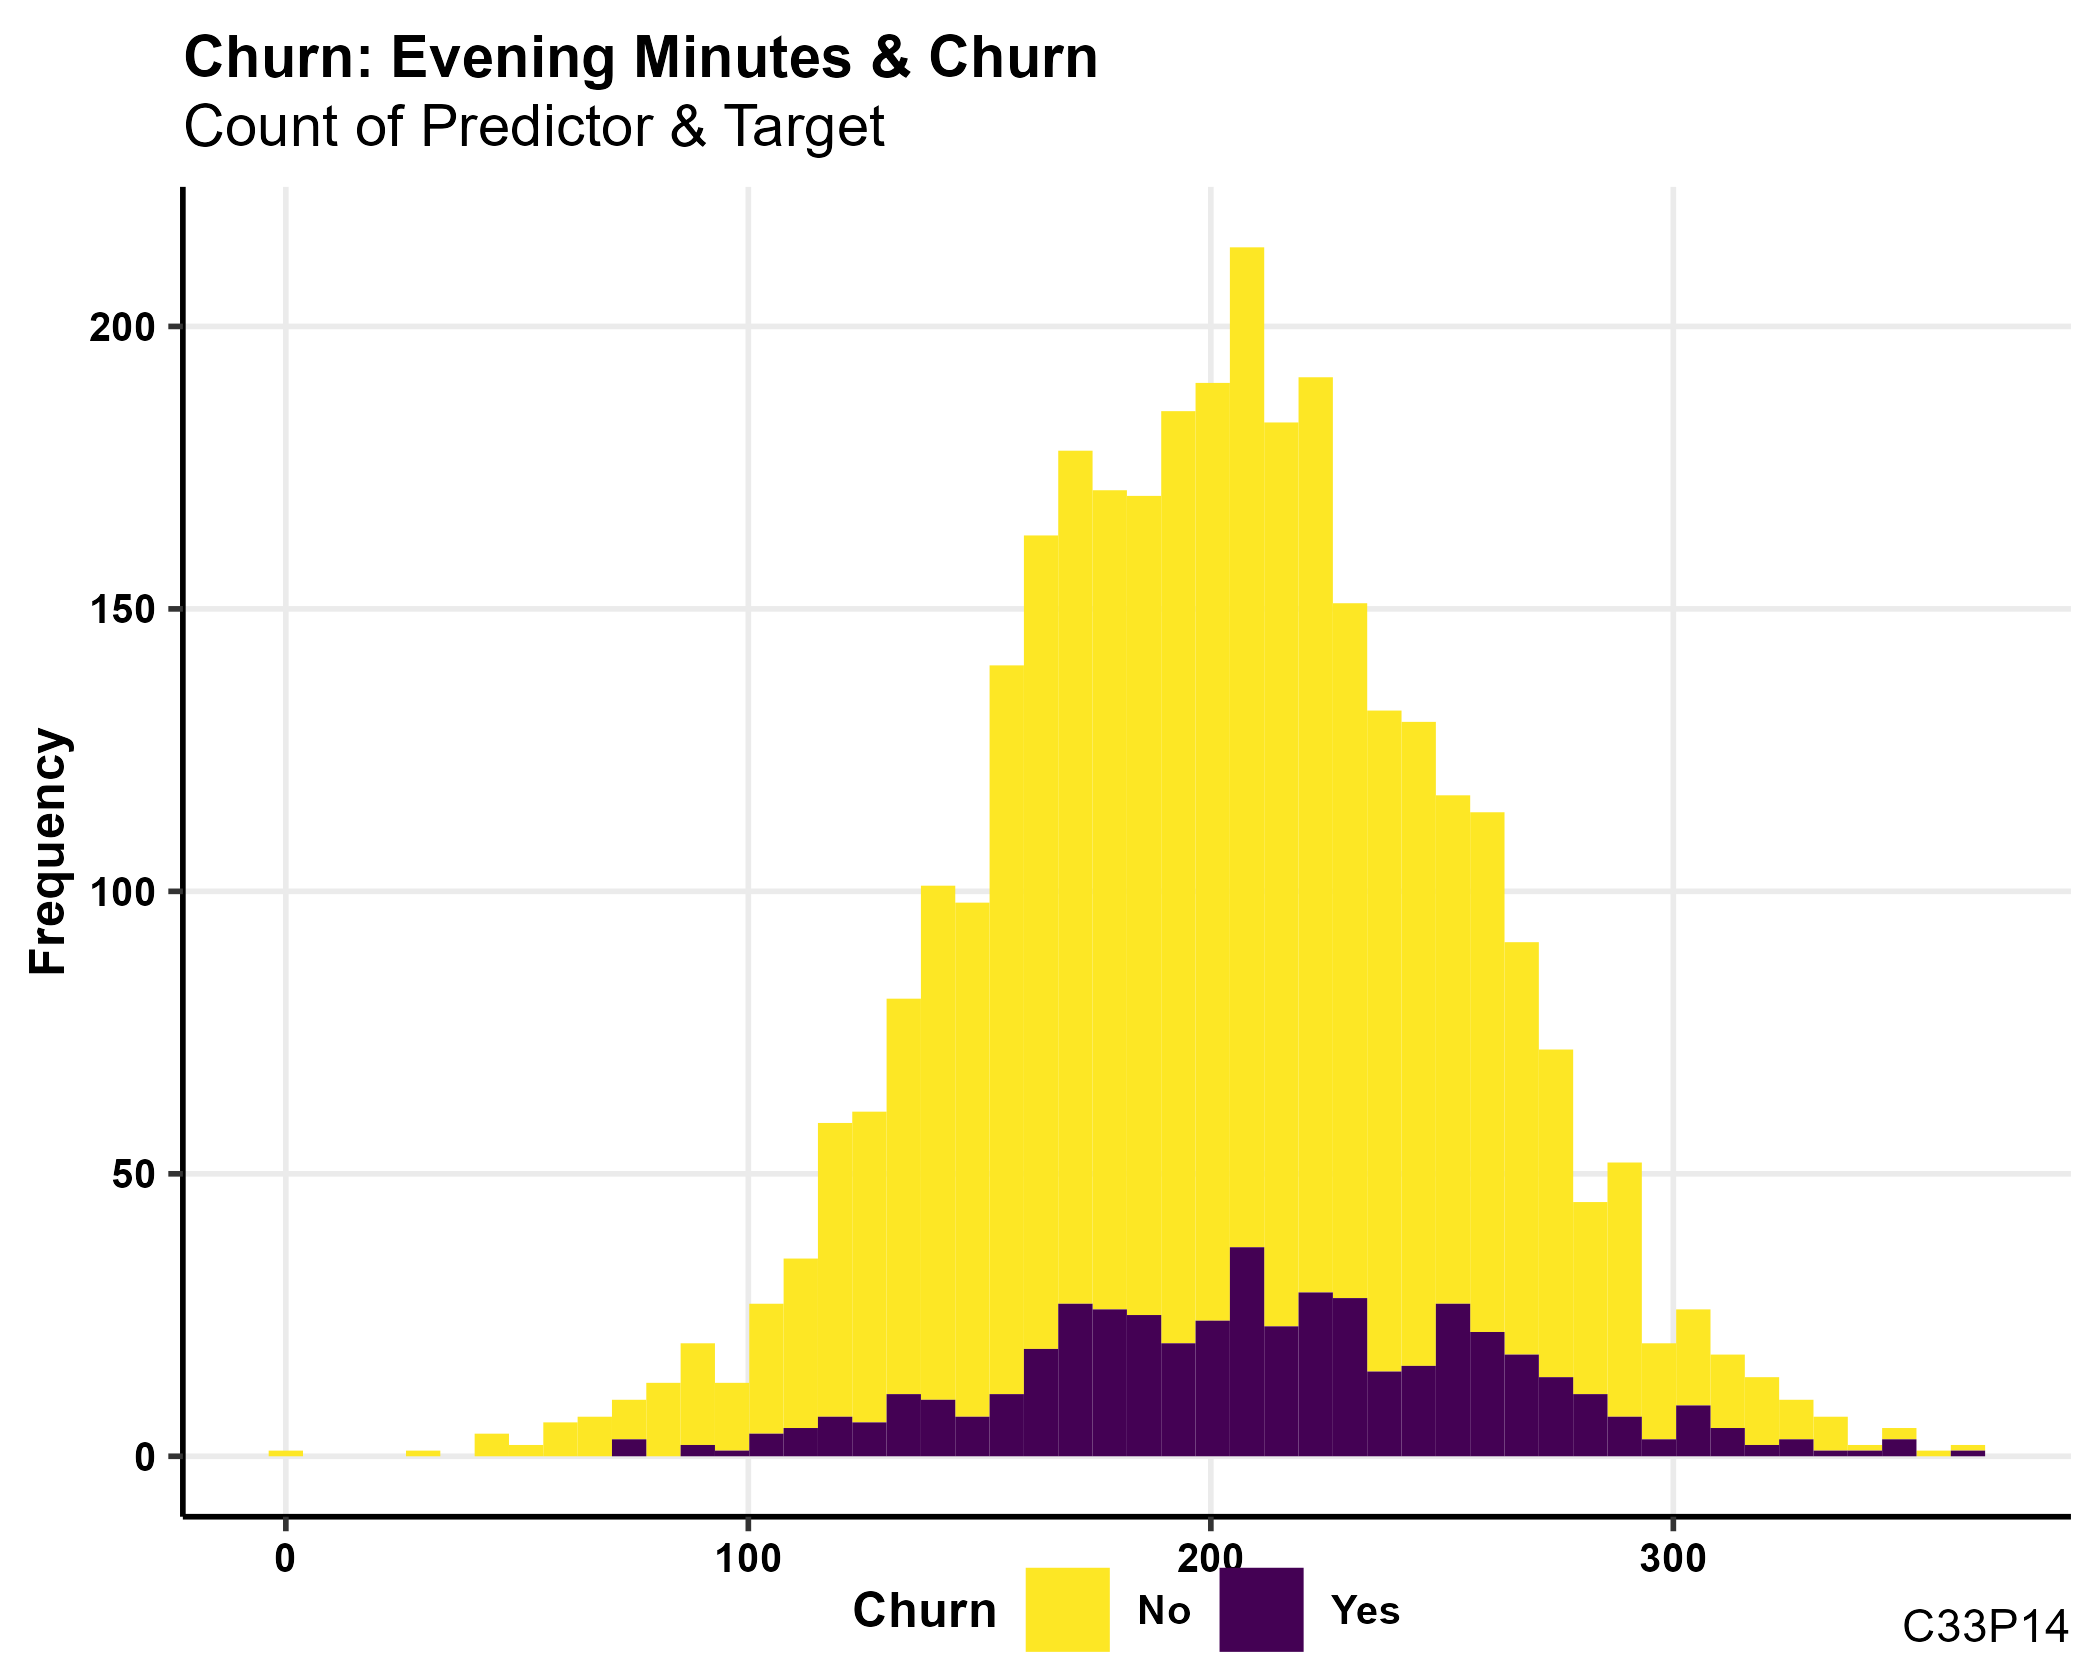 Churn: Evening Minutes & Churn
Count of Predictor & Target
Frequency
200
150
100
50
0
0 100 200 300
Churn No Yes
C33P14